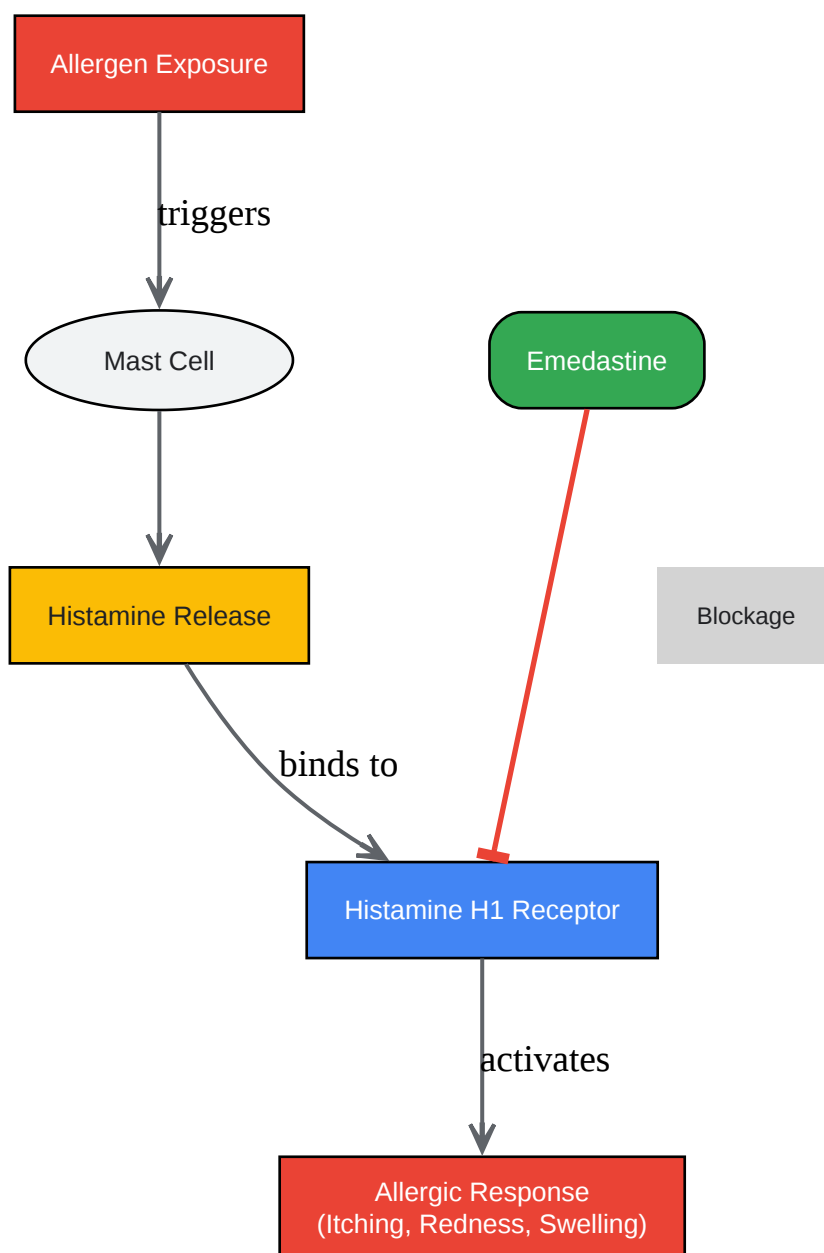 Allergen Exposure
triggers
Mast Cell
Emedastine
Histamine Release
Blockage
binds to
Histamine H1 Receptor
activates
Allergic Response
(Itching, Redness, Swelling)